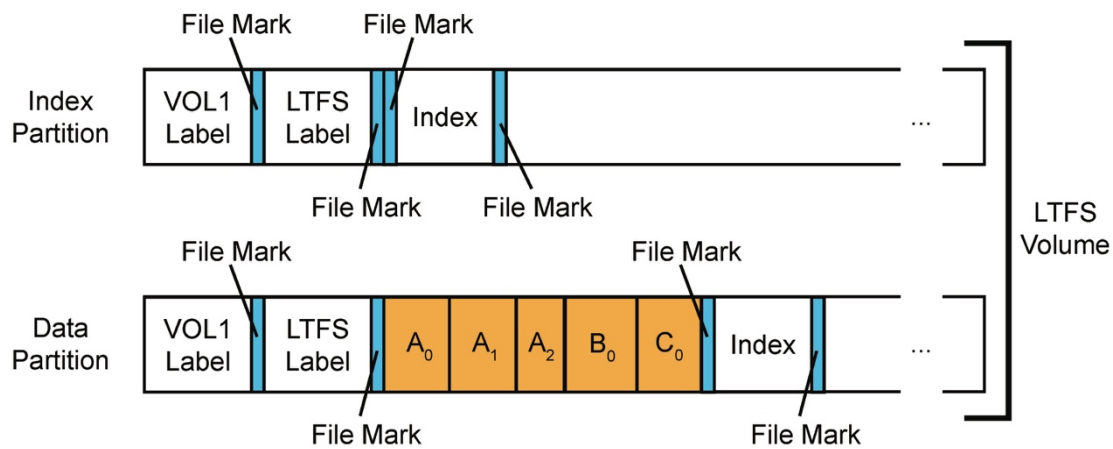 File Mark
File Mark
Index
Partition
VOL1
Label
LTFS
Label
Index
...
File Mark
File Mark
LTFS
Volume
File Mark
File Mark
Data
Partition
VOL1
Label
LTFS
Label
A₀
A₁
A₂
B₀
C₀
Index
...
File Mark
File Mark